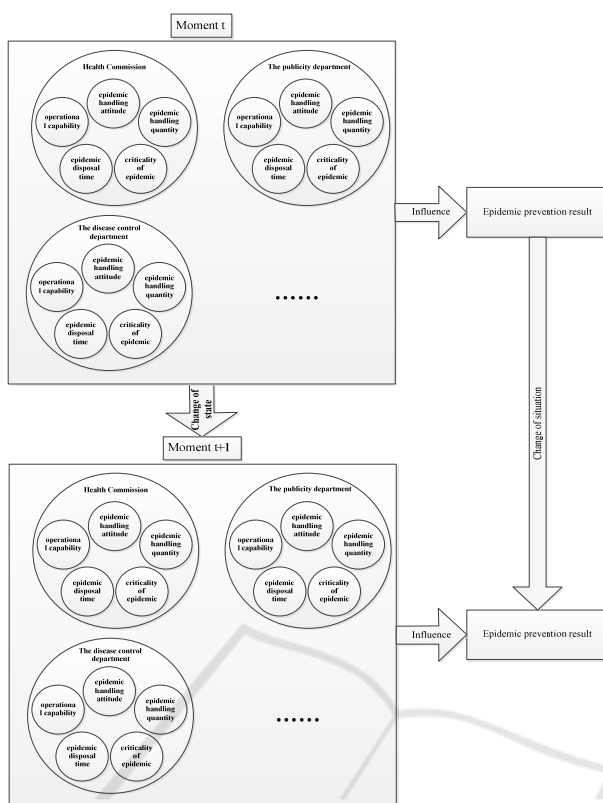 Moment t
Health Commission
epidemic
handling
attitude
operationa
l capability
epidemic
handling
quantity
epidemic
disposal
time
criticality
of
epidemic
The publicity department
epidemic
handling
attitude
operationa
l capability
epidemic
handling
quantity
epidemic
disposal
time
criticality
of
epidemic
The disease control
department
epidemic
handling
attitude
operationa
l capability
epidemic
handling
quantity
epidemic
disposal
time
criticality
of
epidemic
......
Influence
Epidemic prevention result
Change of
state
Change of situation
Moment t+1
Health Commission
epidemic
handling
attitude
operationa
l capability
epidemic
handling
quantity
epidemic
disposal
time
criticality
of
epidemic
The publicity department
epidemic
handling
attitude
operationa
l capability
epidemic
handling
quantity
epidemic
disposal
time
criticality
of
epidemic
The disease control
department
epidemic
handling
attitude
operationa
l capability
epidemic
handling
quantity
epidemic
disposal
time
criticality
of
epidemic
......
Influence
Epidemic prevention result